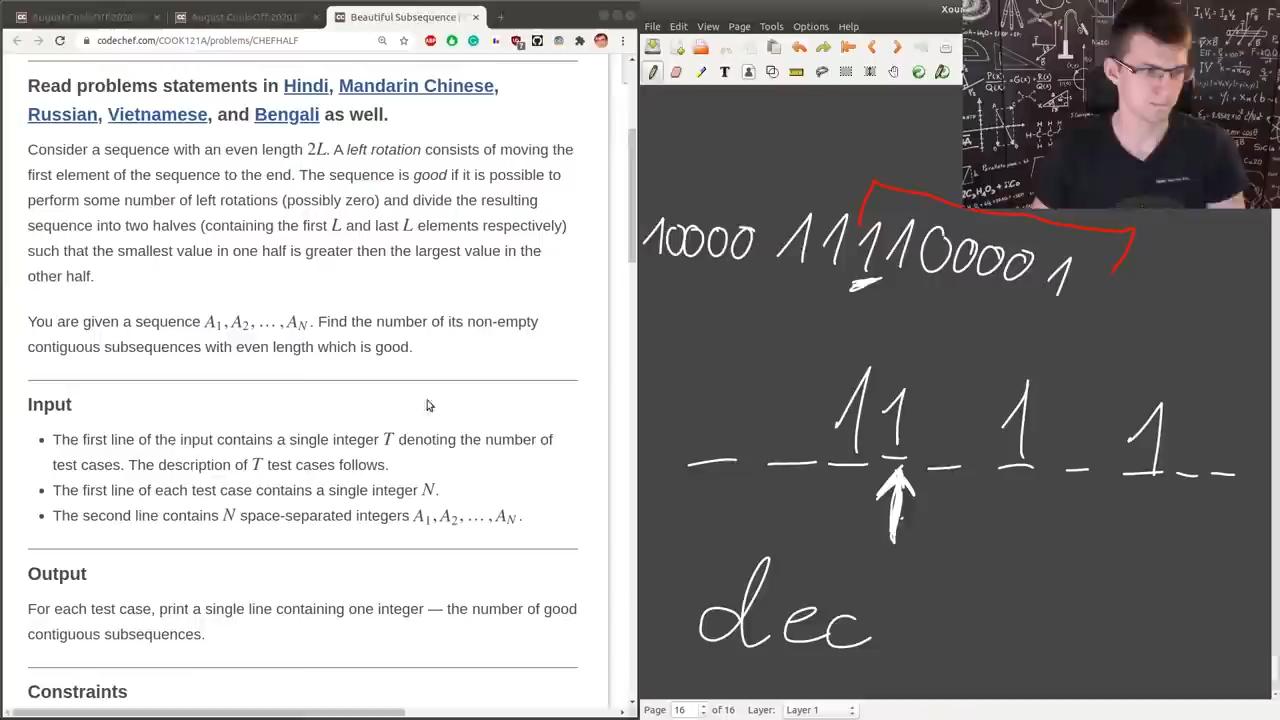 August Cook-Off 2020
August Cook-Off 2020
Beautiful Subsequence |
codechef.com/COOK121A/problems/CHEFHALF
Read problems statements in Hindi, Mandarin Chinese,
Russian, Vietnamese, and Bengali as well.
Consider a sequence with an even length 2L. A left rotation consists of moving the
first element of the sequence to the end. The sequence is good if it is possible to
perform some number of left rotations (possibly zero) and divide the resulting
sequence into two halves (containing the first L and last L elements respectively)
such that the smallest value in one half is greater then the largest value in the
other half.
You are given a sequence A1, A2, …, AN. Find the number of its non-empty
contiguous subsequences with even length which is good.
Input
• The first line of the input contains a single integer T denoting the number of
test cases. The description of T test cases follows.
• The first line of each test case contains a single integer N.
• The second line contains N space-separated integers A1, A2, …, AN.
Output
For each test case, print a single line containing one integer — the number of good
contiguous subsequences.
Constraints
Xou
File Edit View Page Tools Options Help
10000 1111000001
11 1 1
dec
Page 16 of 16 Layer: Layer 1